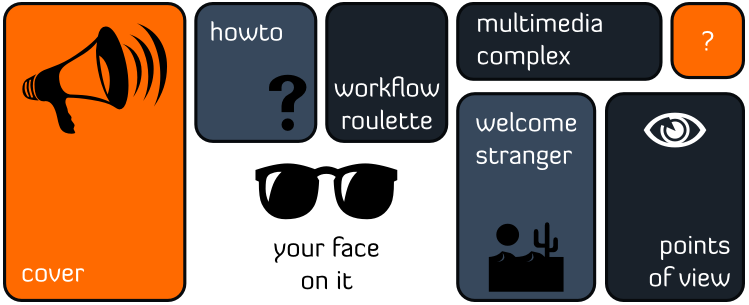 cover
howto
?
workflow
roulette
your face
on it
multimedia
complex
?
welcome
stranger
points
of view